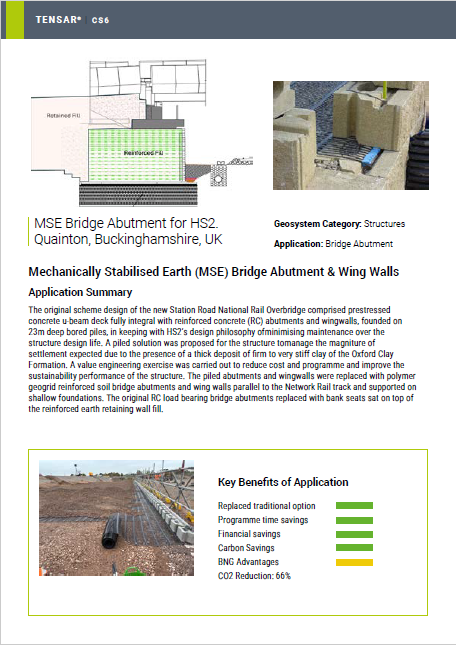 TENSAR® | CS6
Retained Fill
Reinforced Fill
MSE Bridge Abutment for HS2.
Quainton, Buckinghamshire, UK
Geosystem Category: Structures
Application: Bridge Abutment
Mechanically Stabilised Earth (MSE) Bridge Abutment & Wing Walls
Application Summary
The original scheme design of the new Station Road National Rail Overbridge comprised prestressed
concrete u-beam deck fully integral with reinforced concrete (RC) abutments and wingwalls, founded on
23m deep bored piles, in keeping with HS2's design philosophy ofminimising maintenance over the
structure design life. A piled solution was proposed for the structure tomanage the magniture of
settlement expected due to the presence of a thick deposit of firm to very stiff clay of the Oxford Clay
Formation. A value engineering exercise was carried out to reduce cost and programme and improve the
sustainability performance of the structure. The piled abutments and wingwalls were replaced with polymer
geogrid reinforced soil bridge abutments and wing walls parallel to the Network Rail track and supported on
shallow foundations. The original RC load bearing bridge abutments replaced with bank seats sat on top of
the reinforced earth retaining wall fill.
Key Benefits of Application
Replaced traditional option
Programme time savings
Financial savings
Carbon Savings
BNG Advantages
CO2 Reduction: 66%